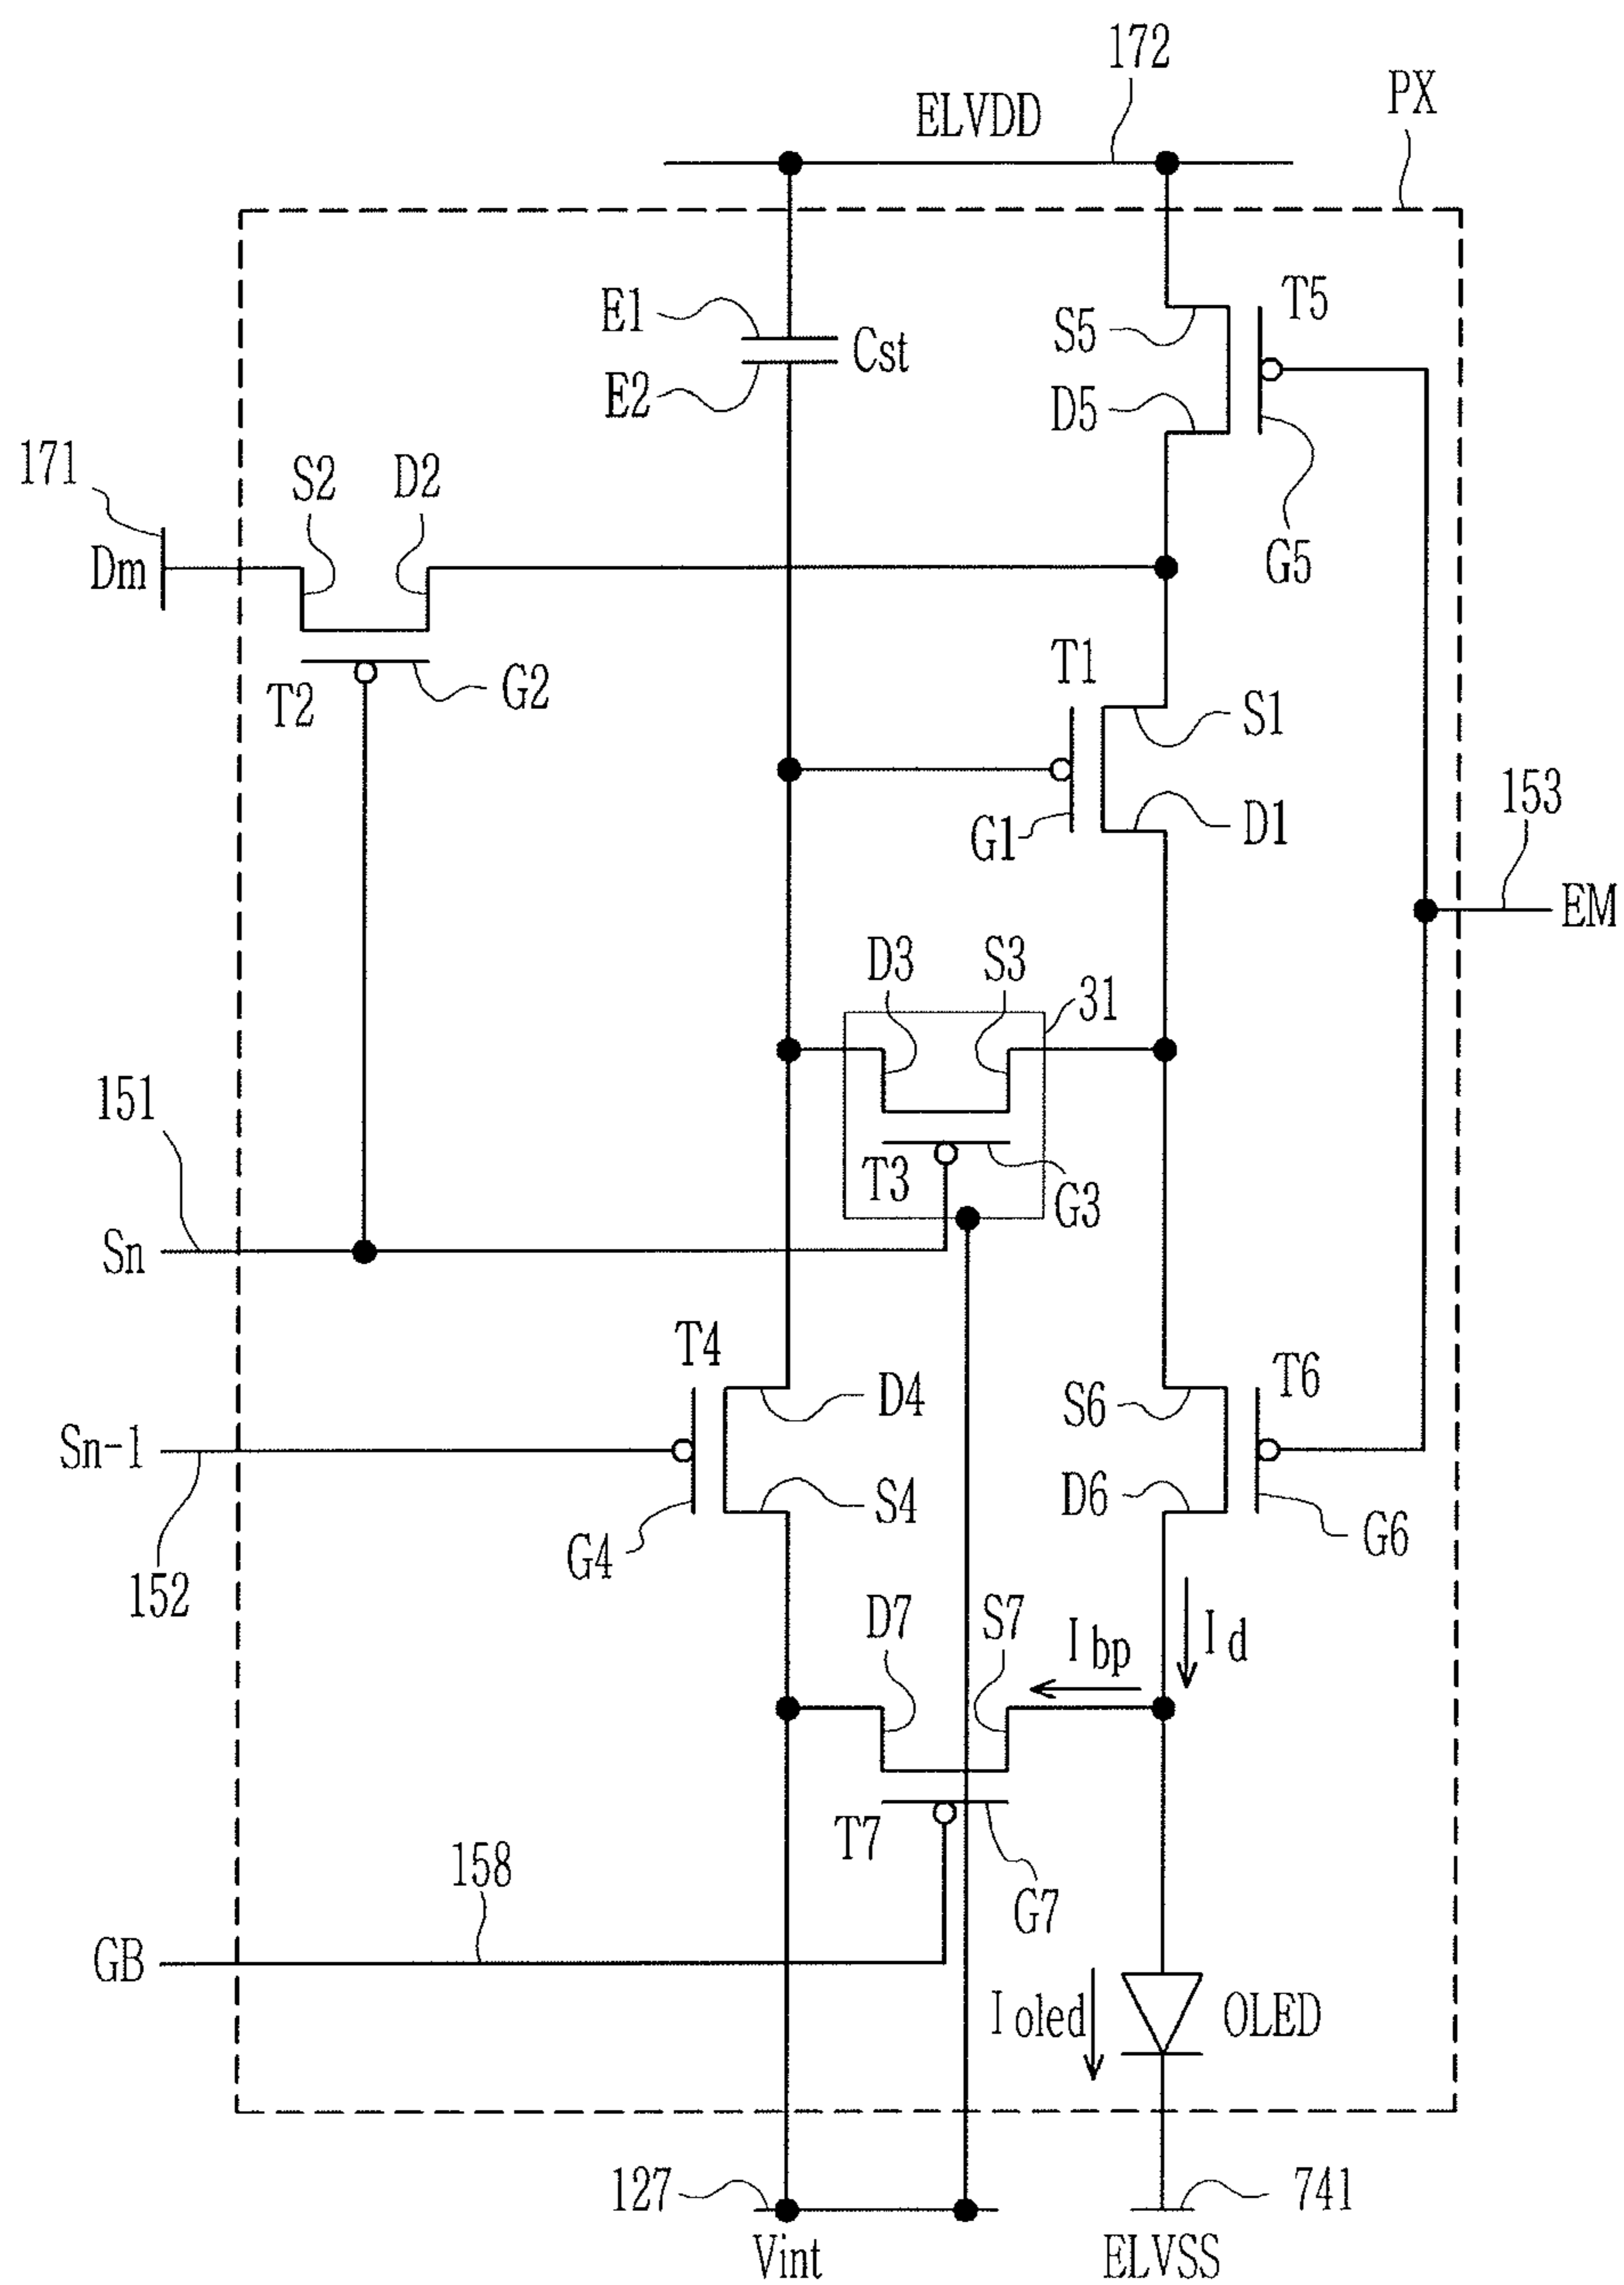 172
ELVDD
PX
E1
Cst
E2
T5
S5
D5
G5
171
S2
D2
Dm
T2
G2
T1
S1
G1
D1
153
EM
D3
S3
31
151
T3
G3
Sn
T4
D4
S6
T6
Sn-1
S4
D6
G4
G6
152
D7
S7
I bp
I d
T7
158
G7
GB
I oled
OLED
127
741
Vint
ELVSS